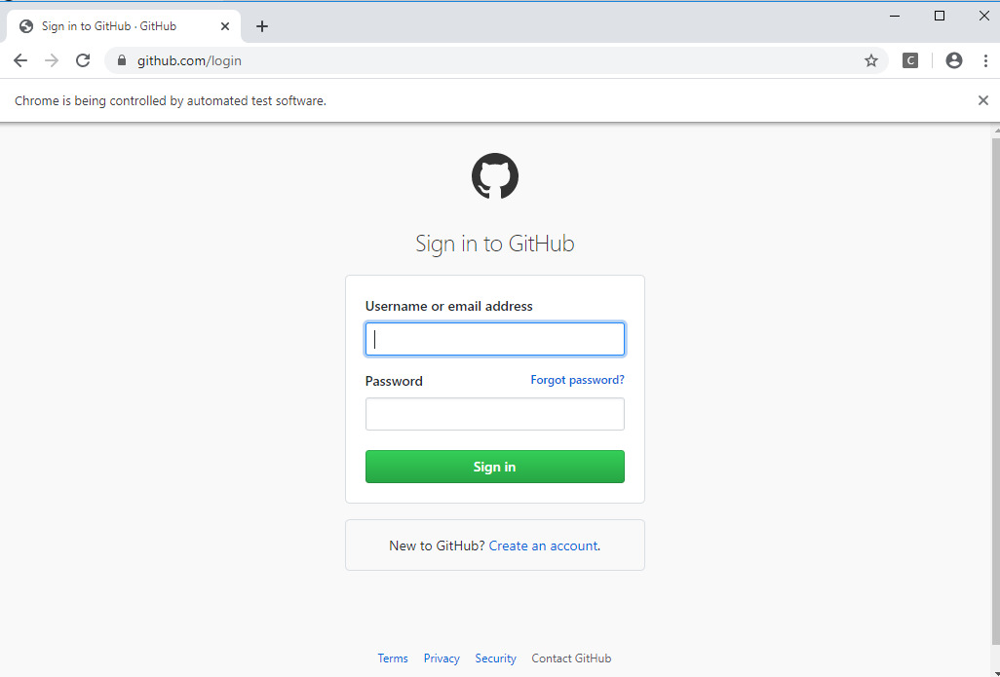 Sign in to GitHub · GitHub
github.com/login
C
Chrome is being controlled by automated test software.
Sign in to GitHub
Username or email address
Password
Forgot password?
Sign in
New to GitHub? Create an account.
Terms Privacy Security Contact GitHub